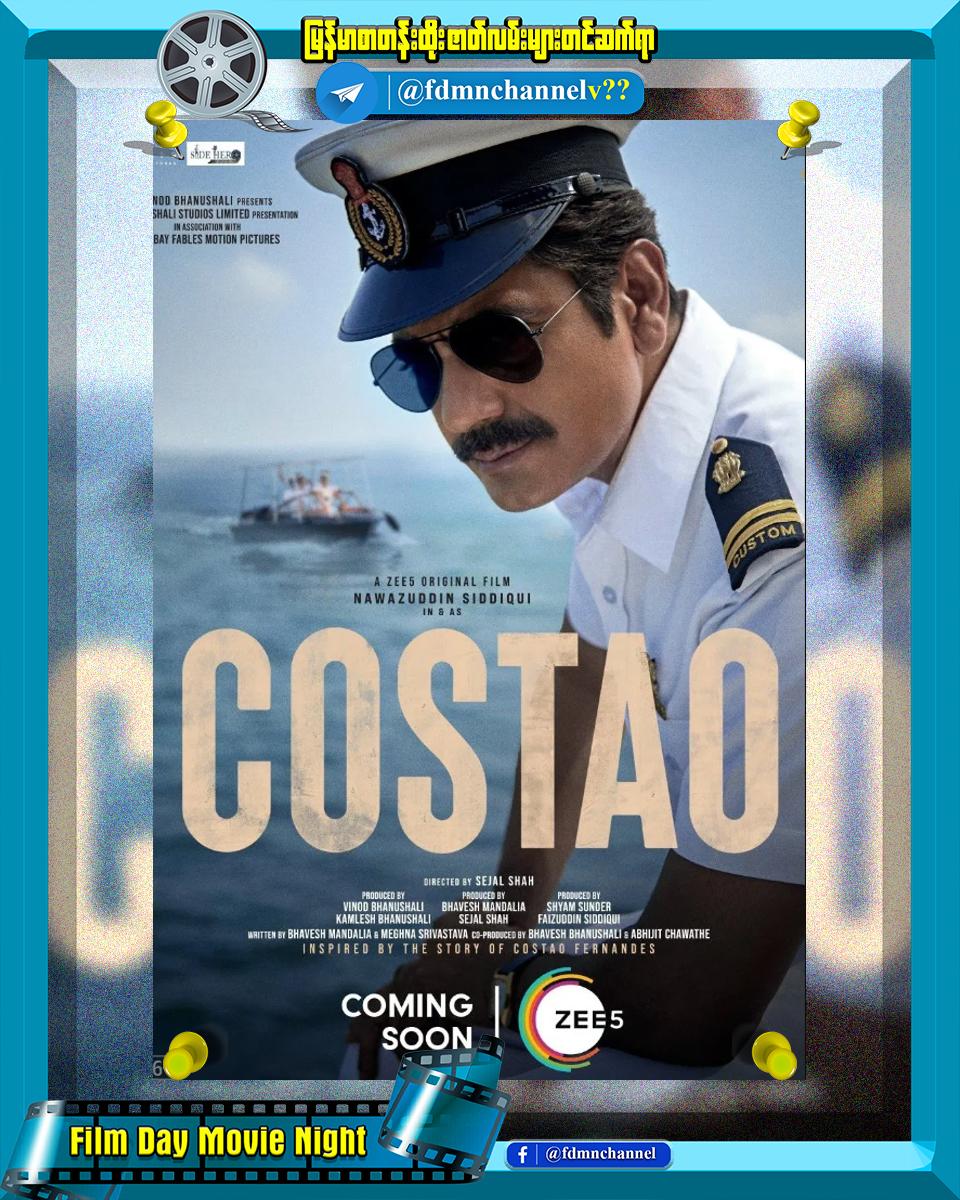 မြန်မာစာတန်းထိုးဇာတ်လမ်းများတင်ဆက်ရာ
@fdmnchannelv??
SIDE HERO
NOD BHANUSHALI PRESENTS
SHALI STUDIOS LIMITED PRESENTATION
IN ASSOCIATION WITH
BAY FABLES MOTION PICTURES
CUSTOM
A ZEE5 ORIGINAL FILM
NAWAZUDDIN SIDDIQUI
IN & AS
COSTAO
DIRECTED BY SEJAL SHAH
PRODUCED BY PRODUCED BY PRODUCED BY
VINOD BHANUSHALI BHAVESH MANDALIA SHYAM SUNDER
KAMLESH BHANUSHALI SEJAL SHAH FAIZUDDIN SIDDIQUI
WRITTEN BY BHAVESH MANDALIA & MEGHNA SRIVASTAVA CO-PRODUCED BY BHAVESH BHANUSHALI & ABHIJIT CHAWATHE
INSPIRED BY THE STORY OF COSTAO FERNANDES
COMING
SOON
ZEE5
Film Day Movie Night
@fdmnchannel